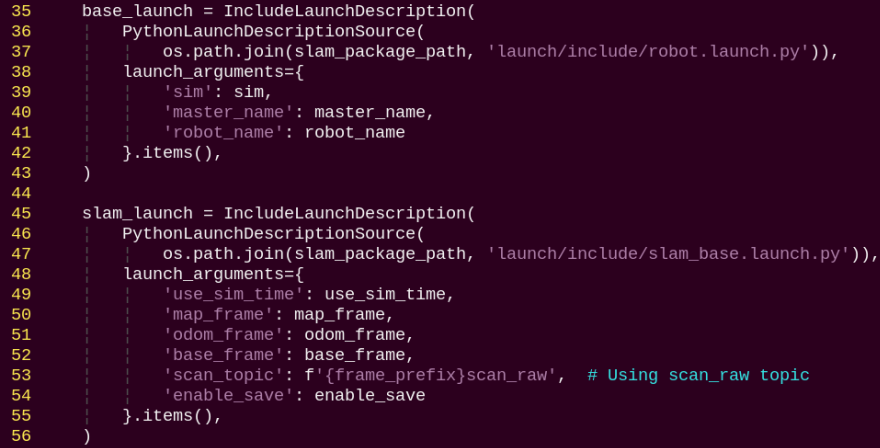 35 base_launch = IncludeLaunchDescription(
36 PythonLaunchDescriptionSource(
37 os.path.join(slam_package_path, 'launch/include/robot.launch.py')),
38 launch_arguments={
39 'sim': sim,
40 'master_name': master_name,
41 'robot_name': robot_name
42 }.items(),
43 )
44
45 slam_launch = IncludeLaunchDescription(
46 PythonLaunchDescriptionSource(
47 os.path.join(slam_package_path, 'launch/include/slam_base.launch.py')),
48 launch_arguments={
49 'use_sim_time': use_sim_time,
50 'map_frame': map_frame,
51 'odom_frame': odom_frame,
52 'base_frame': base_frame,
53 'scan_topic': f'{frame_prefix}scan_raw',  # Using scan_raw topic
54 'enable_save': enable_save
55 }.items(),
56 )